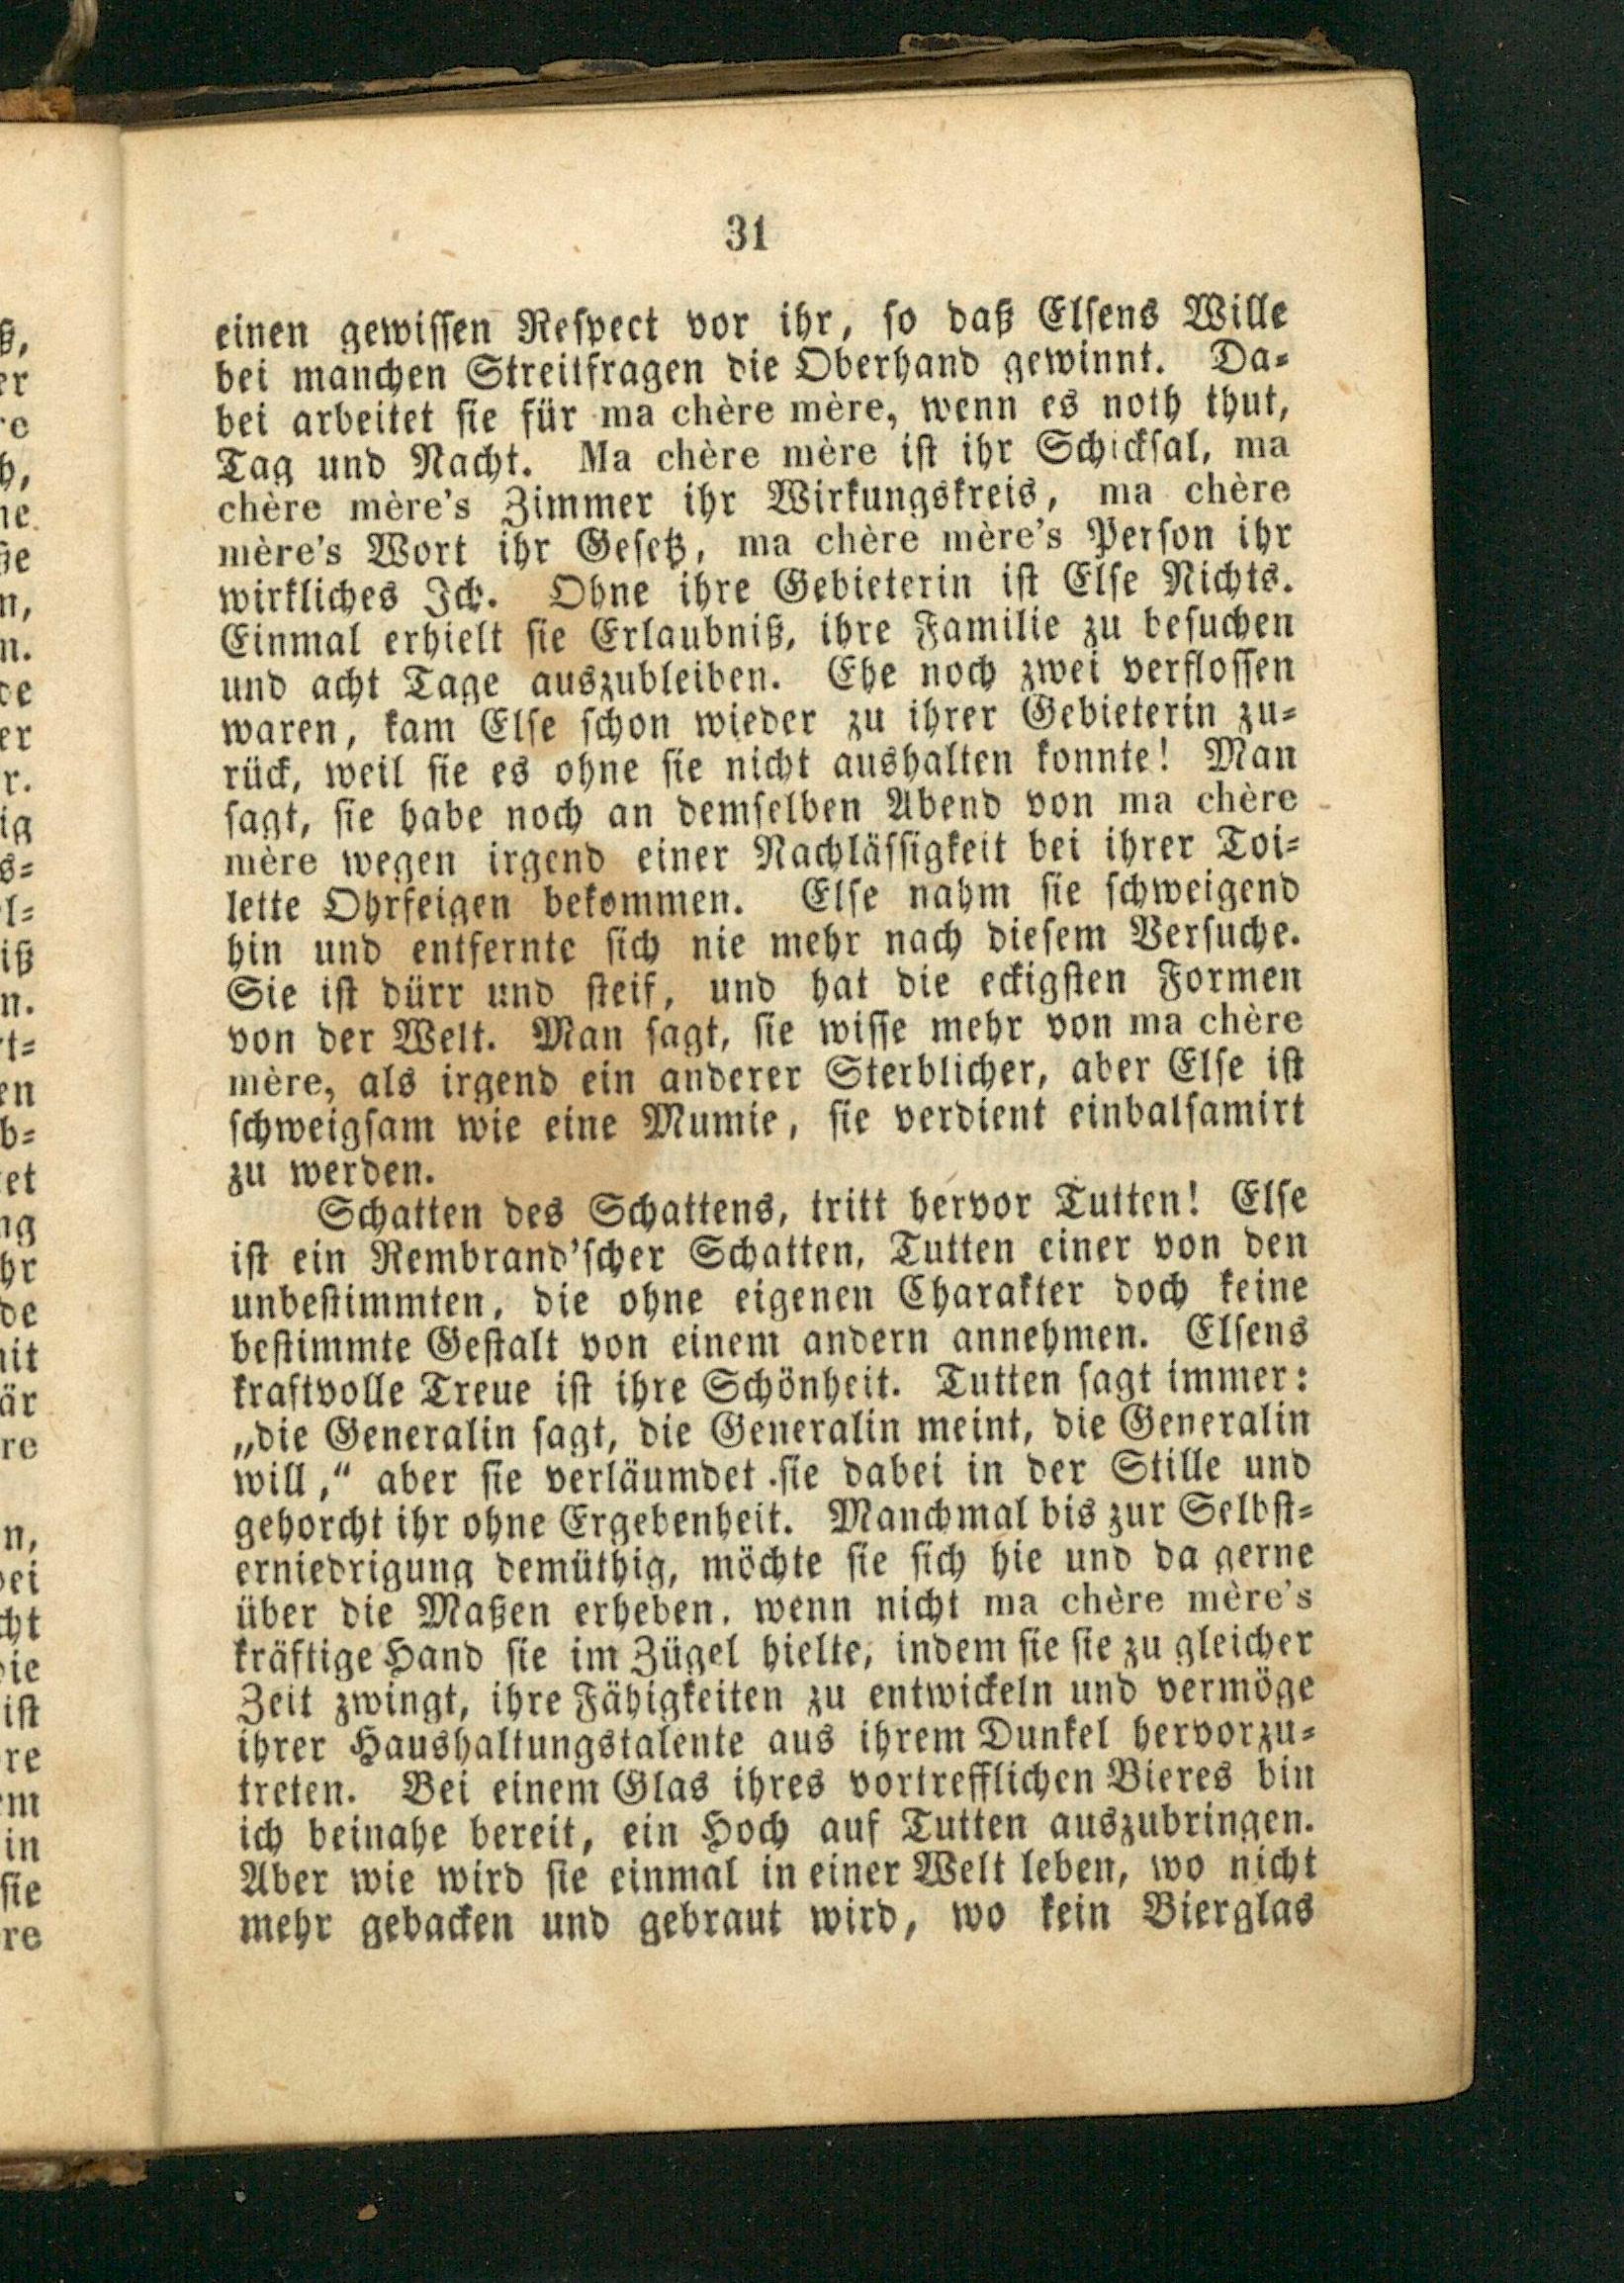 31
einen gewissen Respect vor ihr, so daß Elsens Wille
bei manchen Streitfragen die Oberhand gewinnt. Da-
bei arbeitet sie für ma chère mère, wenn es noth thut,
Tag und Nacht. Ma chère mère ist ihr Schicksal, ma
chère mère's Zimmer ihr Wirkungskreis, ma chère
mère's Wort ihr Gesetz, ma chère mère's Person ihr
wirkliches Ich. Ohne ihre Gebieterin ist Else Nichts.
Einmal erhielt sie Erlaubniß, ihre Familie zu besuchen
und acht Tage auszubleiben. Ehe noch zwei verflossen
waren, kam Else schon wieder zu ihrer Gebieterin zu-
rück, weil sie es ohne sie nicht aushalten konnte! Man
sagt, sie habe noch an demselben Abend von ma chère
mère wegen irgend einer Nachlässigkeit bei ihrer Toi-
lette Ohrfeigen bekommen. Else nahm sie schweigend
hin und entfernte sich nie mehr nach diesem Versuche.
Sie ist dürr und steif, und hat die eckigsten Formen
von der Welt. Man sagt, sie wisse mehr von ma chère
mère, als irgend ein anderer Sterblicher, aber Else ist
schweigsam wie eine Mumie, sie verdient einbalsamirt
zu werden.
Schatten des Schattens, tritt hervor Tutten! Else
ist ein Rembrand'scher Schatten, Tutten einer von den
unbestimmten, die ohne eigenen Charakter doch keine
bestimmte Gestalt von einem andern annehmen. Elsens
kraftvolle Treue ist ihre Schönheit. Tutten sagt immer:
„die Generalin sagt, die Generalin meint, die Generalin
will,“ aber sie verläumdet sie dabei in der Stille und
gehorcht ihr ohne Ergebenheit. Manchmal bis zur Selbst-
erniedrigung demüthig, möchte sie sich hie und da gerne
über die Maßen erheben, wenn nicht ma chère mère's
kräftige Hand sie im Zügel hielte, indem sie sie zu gleicher
Zeit zwingt, ihre Fähigkeiten zu entwickeln und vermöge
ihrer Haushaltungstalente aus ihrem Dunkel hervorzu-
treten. Bei einem Glas ihres vortrefflichen Bieres bin
ich beinahe bereit, ein Hoch auf Tutten auszubringen.
Aber wie wird sie einmal in einer Welt leben, wo nicht
mehr gebacken und gebraut wird, wo kein Bierglas